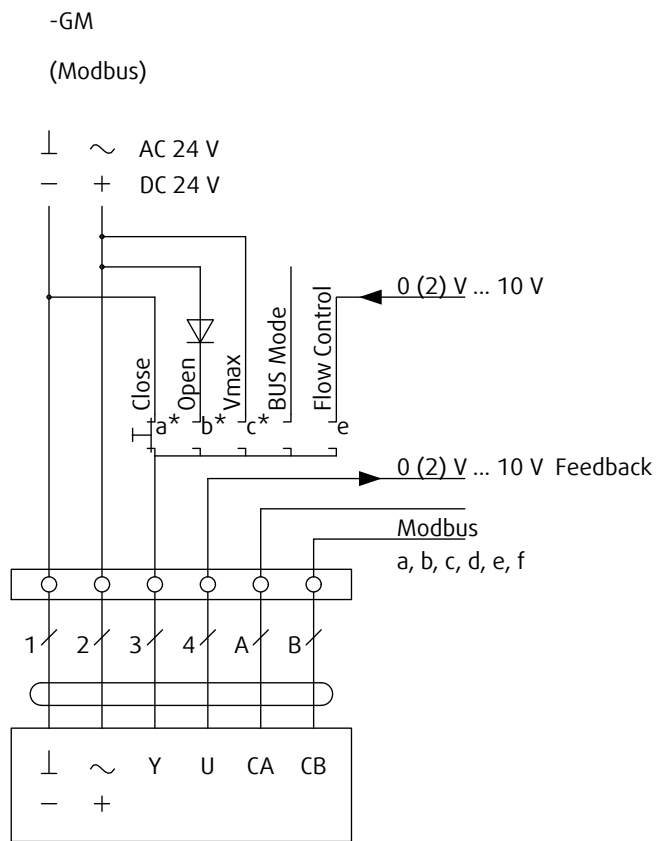 -GM
(Modbus)
⊥ ~ AC 24 V
− + DC 24 V
0 (2) V ... 10 V
Close
Open
Vmax
BUS Mode
Flow Control
a* b* c* e
0 (2) V ... 10 V Feedback
Modbus
a, b, c, d, e, f
1 2 3 4 A B
⊥ ~ Y U CA CB
− +